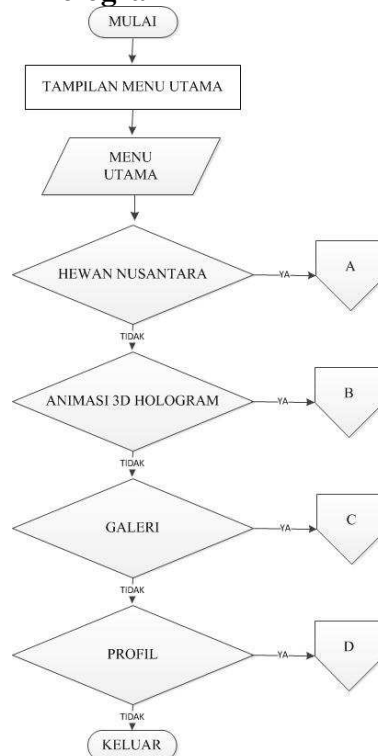 MULAI
TAMPILAN MENU UTAMA
MENU
UTAMA
HEWAN NUSANTARA
YA
A
TIDAK
ANIMASI 3D HOLOGRAM
YA
B
TIDAK
GALERI
YA
C
TIDAK
PROFIL
YA
D
TIDAK
KELUAR